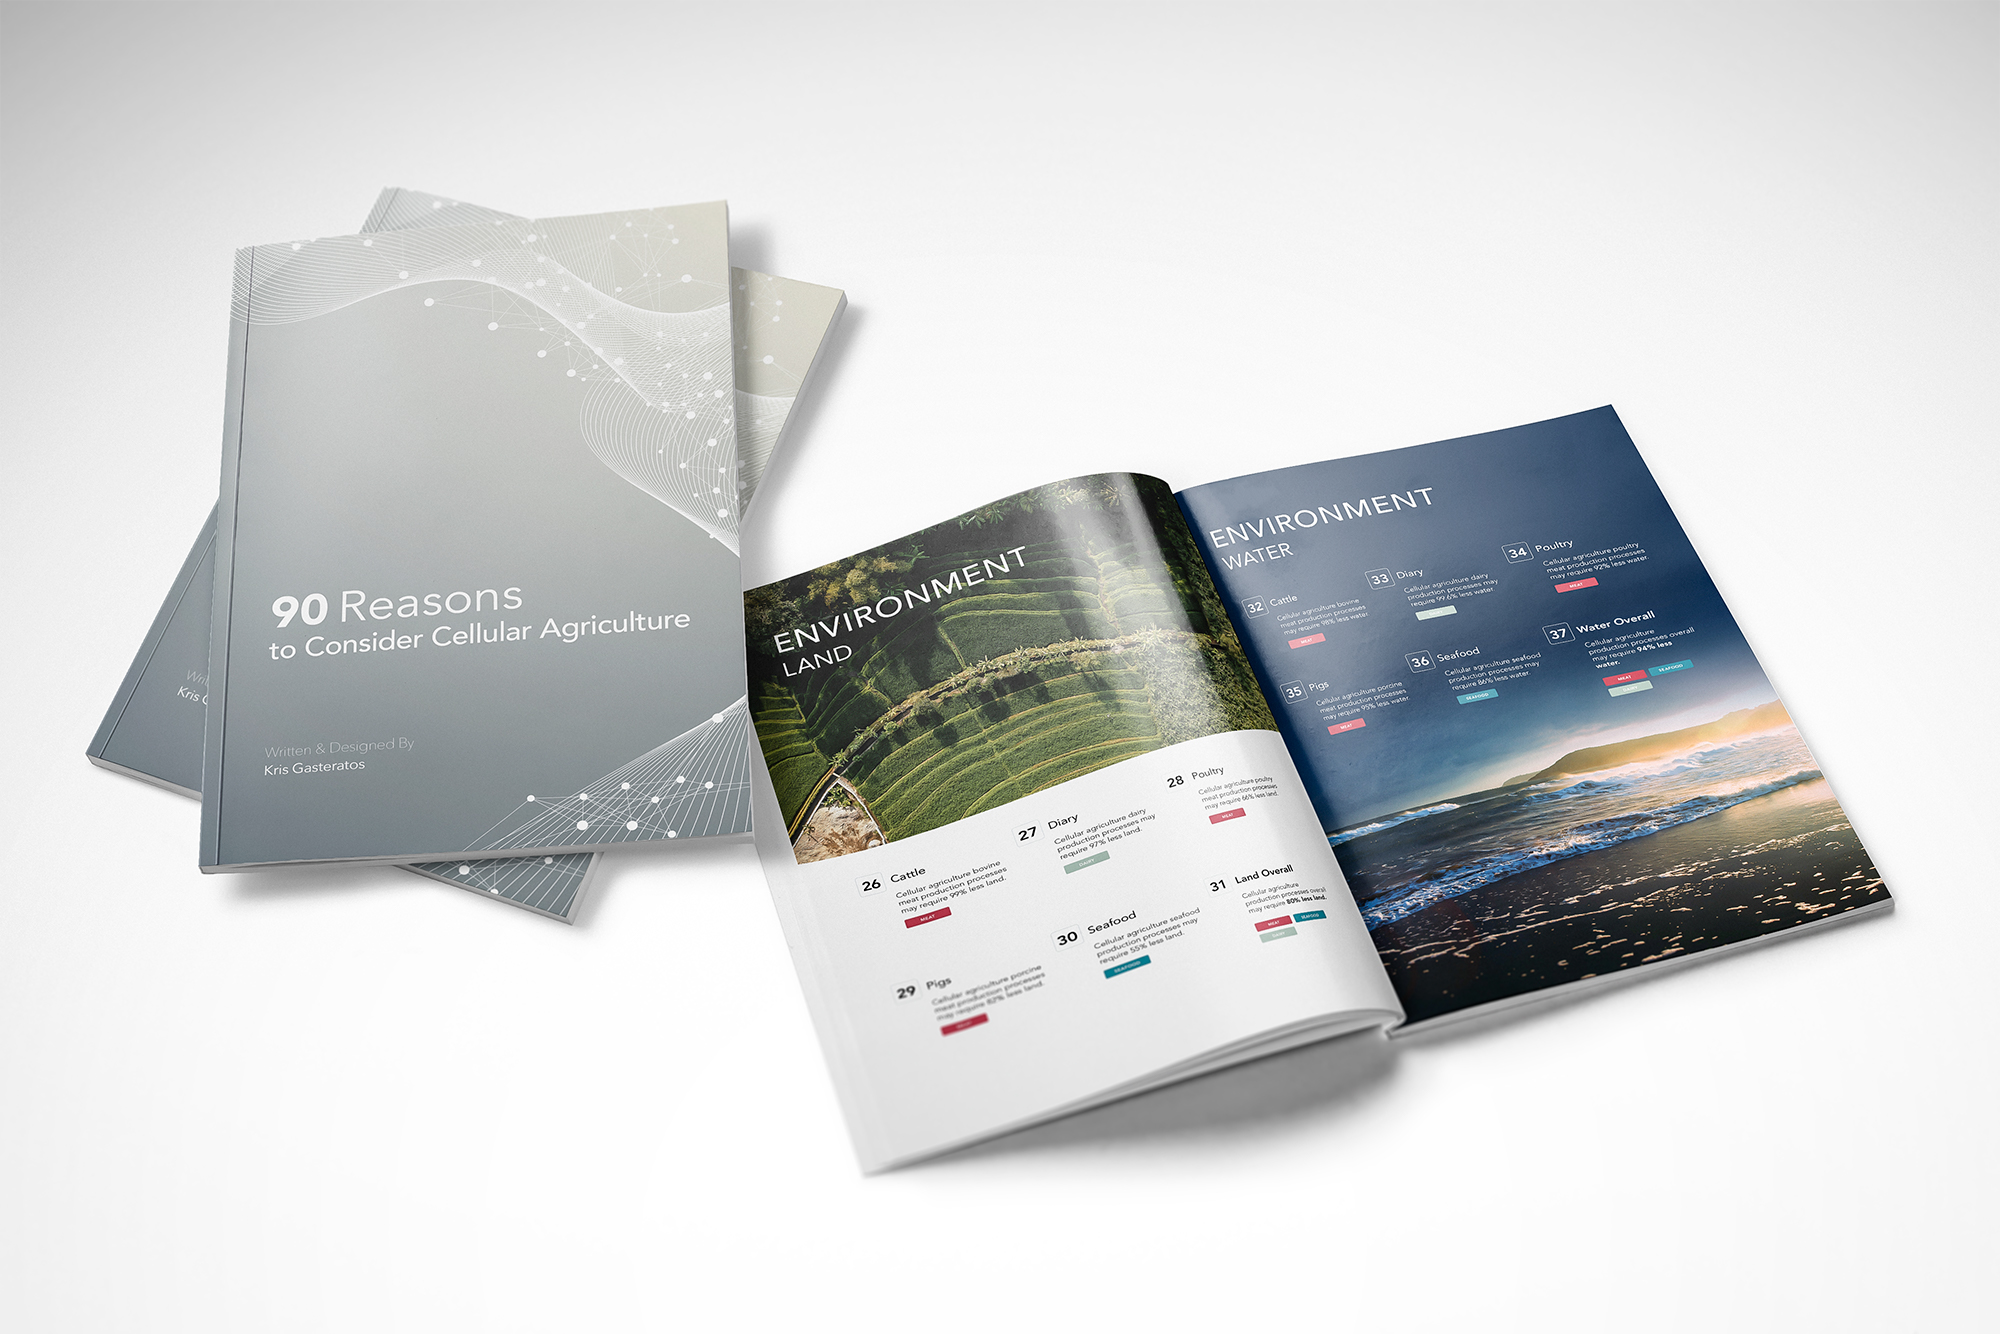 90 Reasons
to Consider Cellular Agriculture
Written & Designed By
Kris Gasteratos
Kris G
ENVIRONMENT
LAND
26 Cattle
Cellular agriculture bovine
meat production processes
may require 99% less land.
MEAT
27 Diary
Cellular agriculture dairy
production processes may
require 97% less land.
DAIRY
28 Poultry
Cellular agriculture poultry
meat production processes
may require 66% less land.
MEAT
29 Pigs
Cellular agriculture porcine
meat production processes
may require 82% less land.
MEAT
30 Seafood
Cellular agriculture seafood
production processes may
require 55% less land.
SEAFOOD
31 Land Overall
Cellular agriculture
production processes overall
may require 80% less land.
MEAT SEAFOOD
DAIRY
ENVIRONMENT
WATER
32 Cattle
Cellular agriculture bovine
meat production processes
may require 98% less water.
MEAT
33 Diary
Cellular agriculture dairy
production processes may
require 99.6% less water.
34 Poultry
Cellular agriculture poultry
meat production processes
may require 92% less water.
MEAT
35 Pigs
Cellular agriculture porcine
meat production processes
may require 95% less water.
MEAT
36 Seafood
Cellular agriculture seafood
production processes may
require 86% less water.
SEAFOOD
37 Water Overall
Cellular agriculture
production processes overall
may require 94% less
water.
MEAT SEAFOOD
DAIRY